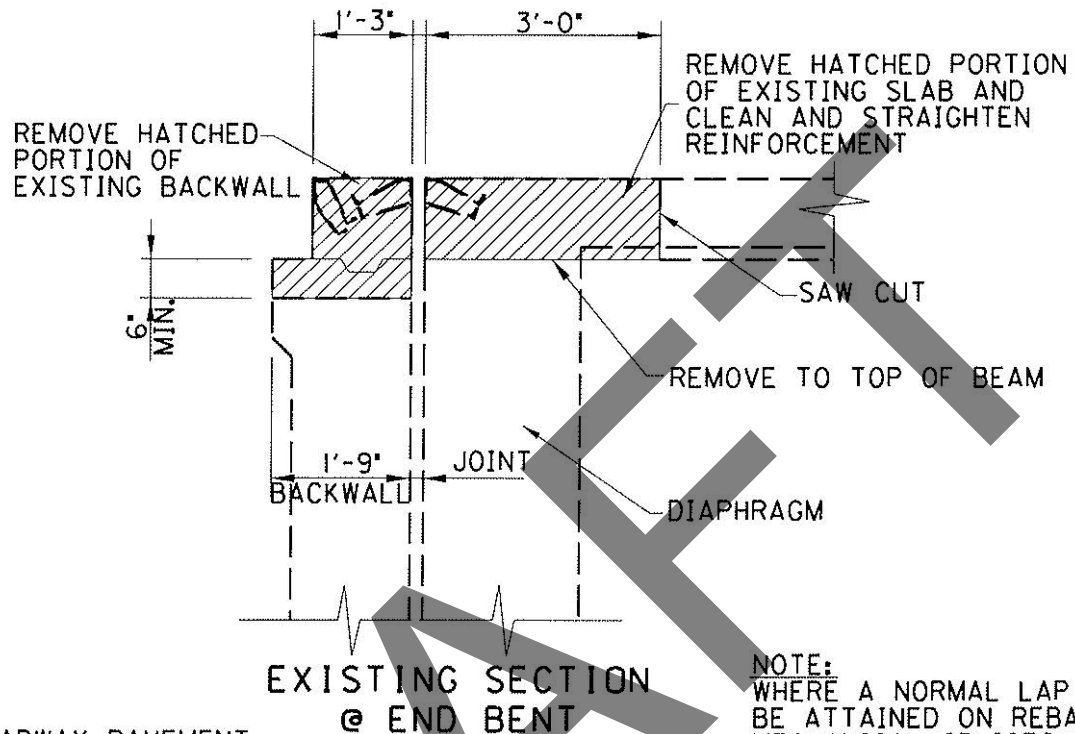 1'-3"
3'-0"
REMOVE HATCHED PORTION
OF EXISTING SLAB AND
CLEAN AND STRAIGHTEN
REINFORCEMENT
REMOVE HATCHED
PORTION OF
EXISTING BACKWALL
SAW CUT
6"
MIN.
REMOVE TO TOP OF BEAM
1'-9"
BACKWALL
JOINT
DIAPHRAGM
EXISTING SECTION
@ END BENT
NOTE:
WHERE A NORMAL LAP
BE ATTAINED ON REBA
PAVEMENT